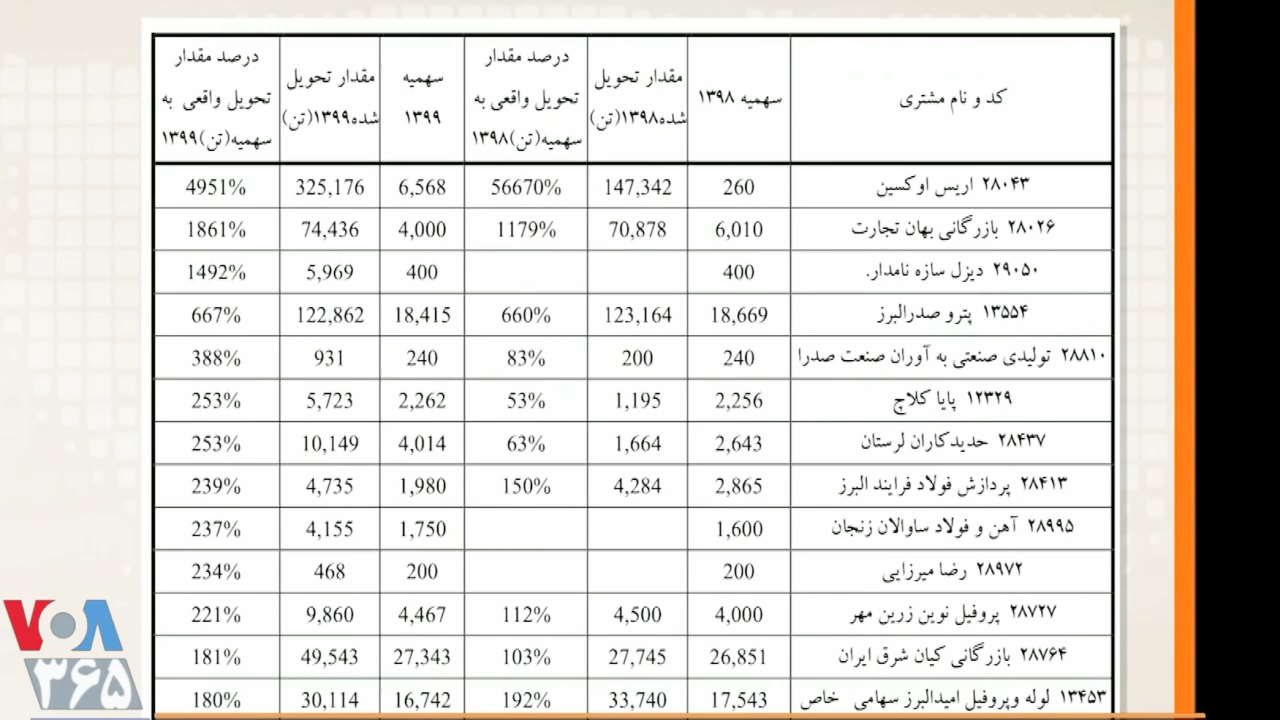 کد و نام مشتری
سهمیه ۱۳۹۸
مقدار تحویل
شده۱۳۹۸(تن)
درصد مقدار
تحویل واقعی به
سهمیه(تن)۱۳۹۸
سهمیه
۱۳۹۹
مقدار تحویل
شده۱۳۹۹(تن)
درصد مقدار
تحویل واقعی به
سهمیه(تن)۱۳۹۹
۲۸۰۴۳ اریس اوکسین 260 147,342 56670% 6,568 325,176 4951%
۲۸۰۲۶ بازرگانی بهان تجارت 6,010 70,878 1179% 4,000 74,436 1861%
۲۹۰۵۰ دیزل سازه نامدار. 400 400 5,969 1492%
۱۳۵۵۴ پترو صدرالبرز 18,669 123,164 660% 18,415 122,862 667%
۲۸۸۱۰ تولیدی صنعتی به آوران صنعت صدرا 240 200 83% 240 931 388%
۱۲۳۲۹ پایا کلاچ 2,256 1,195 53% 2,262 5,723 253%
۲۸۴۳۷ حدیدکاران لرستان 2,643 1,664 63% 4,014 10,149 253%
۲۸۴۱۳ پردازش فولاد فرایند البرز 2,865 4,284 150% 1,980 4,735 239%
۲۸۹۹۵ آهن و فولاد ساوالان زنجان 1,600 1,750 4,155 237%
۲۸۹۷۲ رضا میرزایی 200 200 468 234%
۲۸۷۲۷ پروفیل نوین زرین مهر 4,000 4,500 112% 4,467 9,860 221%
۲۸۷۶۴ بازرگانی کیان شرق ایران 26,851 27,745 103% 27,343 49,543 181%
۱۳۴۵۳ لوله وپروفیل امیدالبرز سهامی خاص 17,543 33,740 192% 16,742 30,114 180%
VOA
۳۶۵